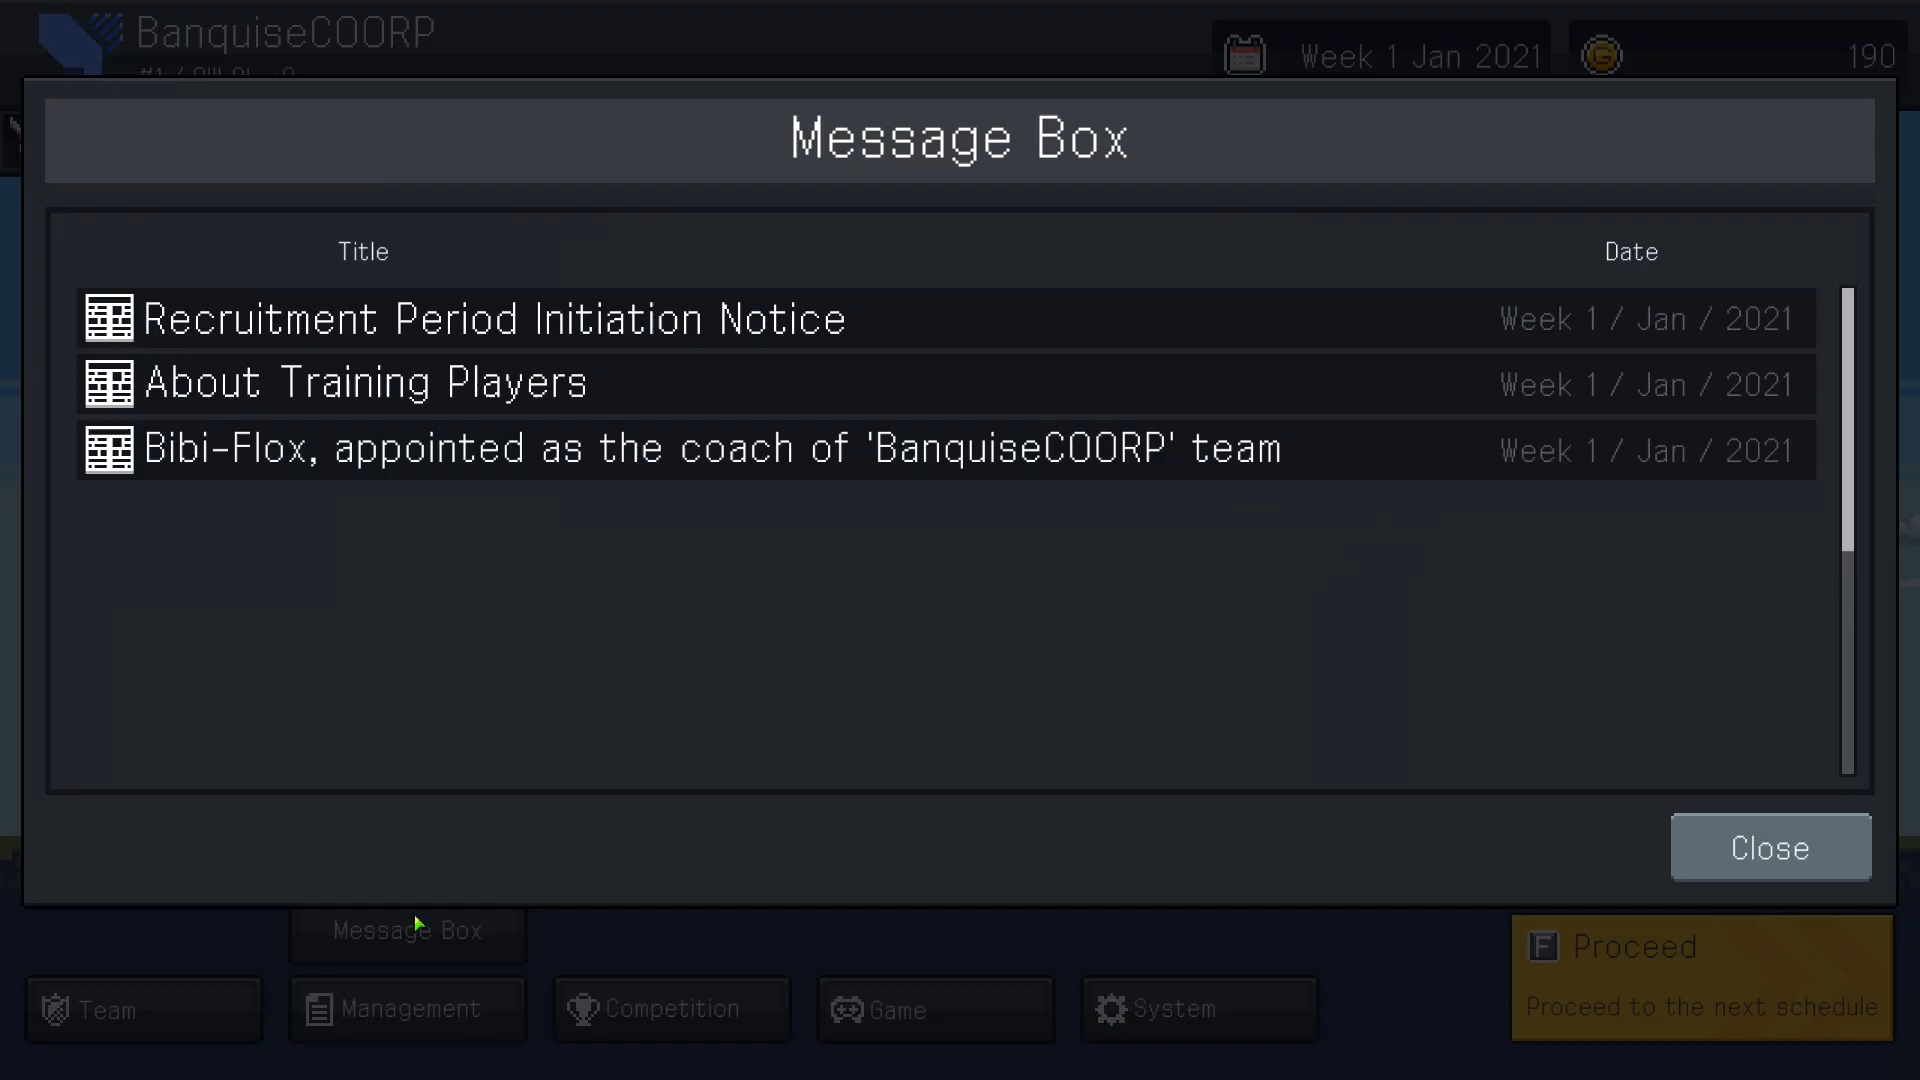 BanquiseCOORP
Week 1 Jan 2021
190
Message Box
Title
Date
Recruitment Period Initiation Notice
Week 1 / Jan / 2021
About Training Players
Week 1 / Jan / 2021
Bibi-Flox, appointed as the coach of 'BanquiseCOORP' team
Week 1 / Jan / 2021
Close
Message Box
F Proceed
Proceed to the next schedule
Team
Management
Competition
Game
System